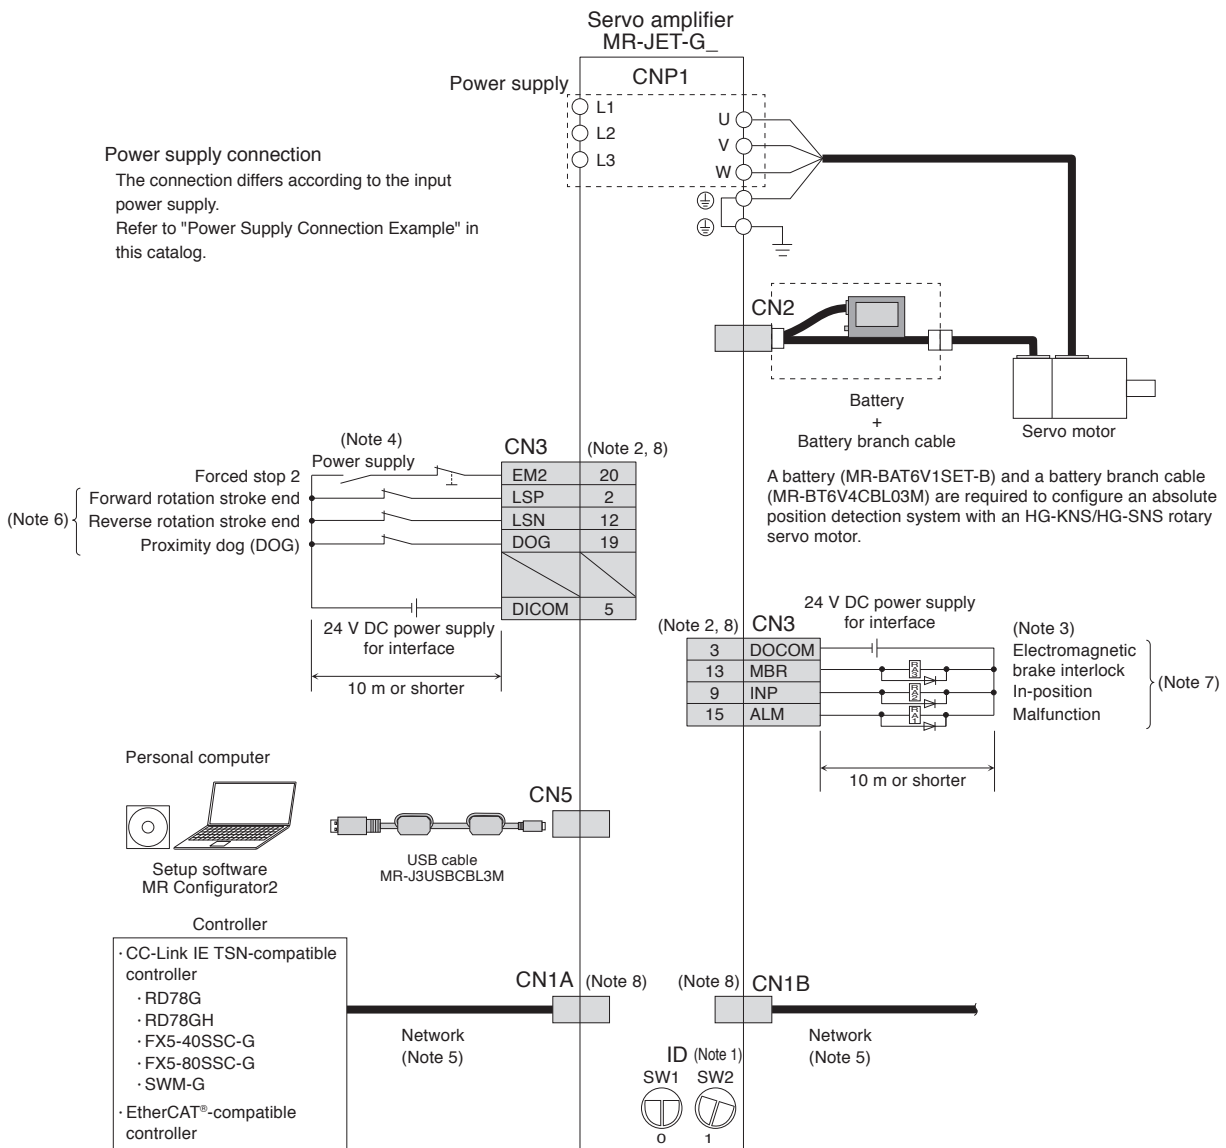 Servo amplifier
MR-JET-G_
Power supply
CNP1
L1
L2
L3
U
V
W
Power supply connection
The connection differs according to the input
power supply.
Refer to "Power Supply Connection Example" in
this catalog.
CN2
Battery
+
Battery branch cable
Servo motor
A battery (MR-BAT6V1SET-B) and a battery branch cable
(MR-BT6V4CBL03M) are required to configure an absolute
position detection system with an HG-KNS/HG-SNS rotary
servo motor.
(Note 4)
Power supply
CN3
(Note 2, 8)
Forced stop 2
EM2
20
Forward rotation stroke end
LSP
2
(Note 6)
Reverse rotation stroke end
LSN
12
Proximity dog (DOG)
DOG
19
DICOM
5
24 V DC power supply
for interface
10 m or shorter
24 V DC power supply
for interface
(Note 2, 8)
CN3
(Note 3)
3
DOCOM
Electromagnetic
13
MBR
RA3
brake interlock
9
INP
RA2
In-position
15
ALM
RA1
Malfunction
(Note 7)
10 m or shorter
Personal computer
CN5
Setup software
MR Configurator2
USB cable
MR-J3USBCBL3M
Controller
·CC-Link IE TSN-compatible
controller
·RD78G
·RD78GH
·FX5-40SSC-G
·FX5-80SSC-G
·SWM-G
·EtherCAT®-compatible
controller
CN1A
(Note 8)
(Note 8)
CN1B
Network
(Note 5)
Network
(Note 5)
ID (Note 1)
SW1
SW2
0
1